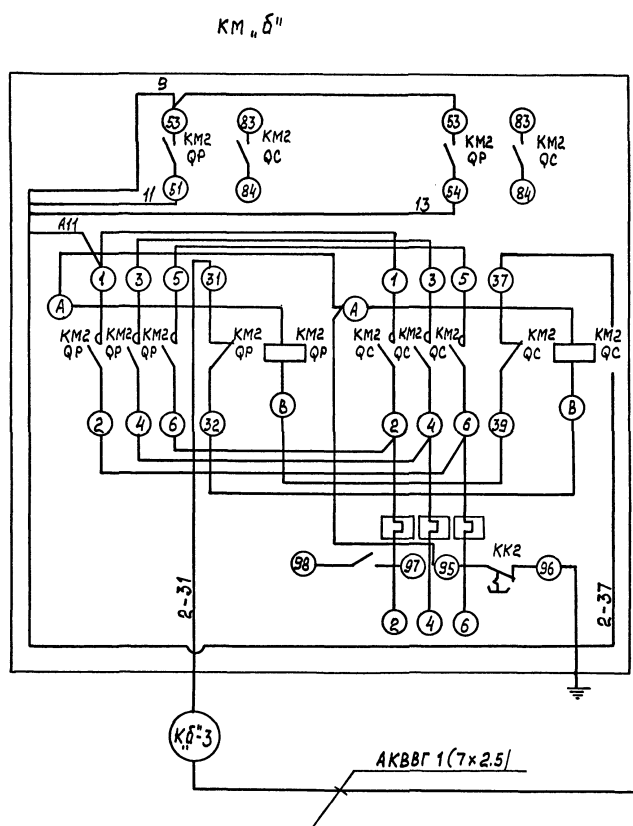 КМ „б"
9
53 83 53 83
КМ2 QP КМ2 QC КМ2 QP КМ2 QC
51 84 54 84
11 13
А11
1 3 5 31 1 3 5 37
А А
КМ2 QP КМ2 QP КМ2 QP КМ2 QP КМ2 QP КМ2 QC КМ2 QC КМ2 QC КМ2 QC КМ2 QC
В В
2 4 6 32 2 4 6 39
КК2
98 97 95 96
2-31 2-37
2 4 6
К„б"-3
АКВВГ 1(7×2.5/